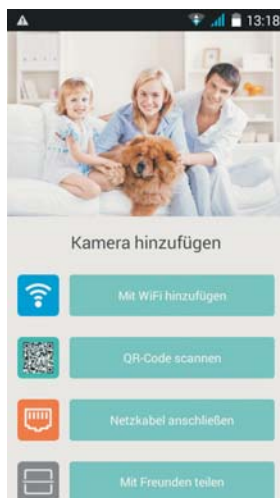 13:18
Kamera hinzufügen
Mit WiFi hinzufügen
QR-Code scannen
Netzkabel anschließen
Mit Freunden teilen